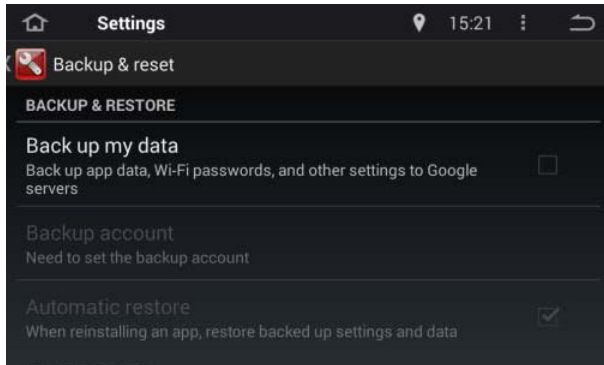 Settings 15:21
Backup & reset
BACKUP & RESTORE
Back up my data
Back up app data, Wi-Fi passwords, and other settings to Google
servers
Backup account
Need to set the backup account
Automatic restore
When reinstalling an app, restore backed up settings and data